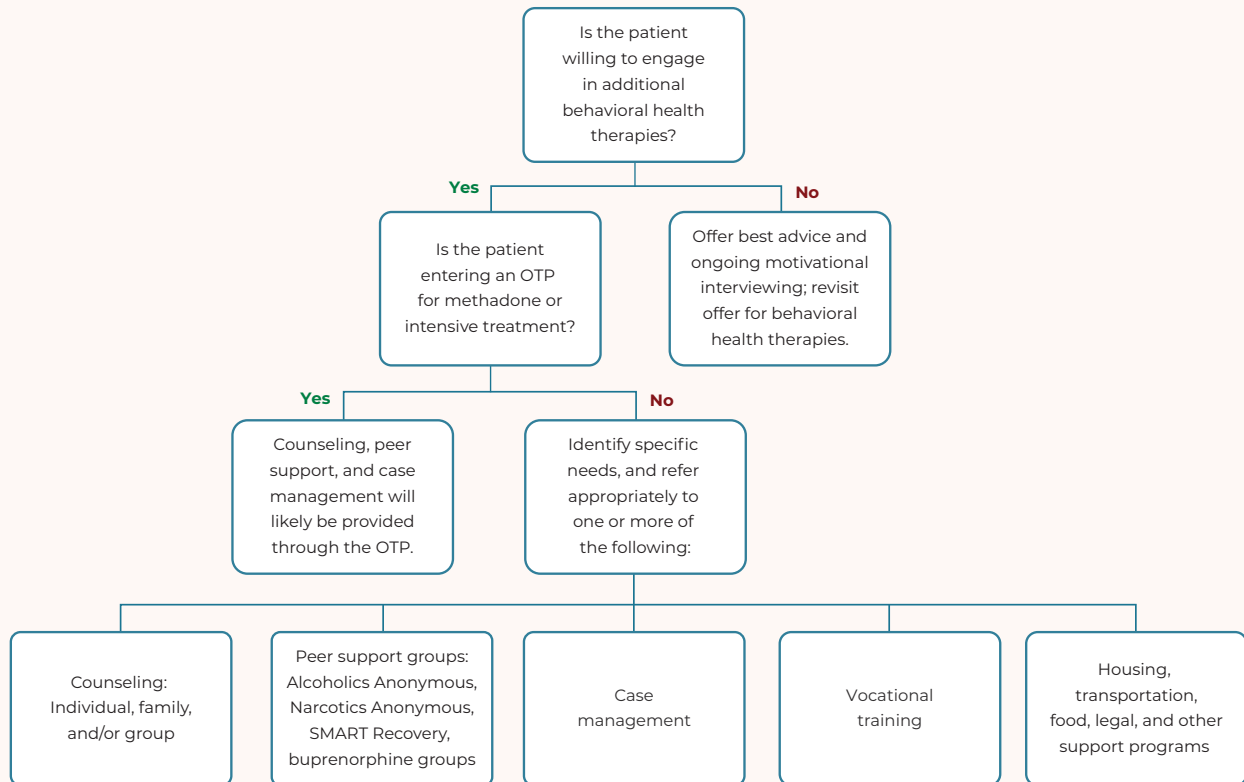 Is the patient
willing to engage
in additional
behavioral health
therapies?
Yes
No
Is the patient
entering an OTP
for methadone or
intensive treatment?
Offer best advice and
ongoing motivational
interviewing; revisit
offer for behavioral
health therapies.
Yes
No
Counseling, peer
support, and case
management will
likely be provided
through the OTP.
Identify specific
needs, and refer
appropriately to
one or more of
the following:
Counseling:
Individual, family,
and/or group
Peer support groups:
Alcoholics Anonymous,
Narcotics Anonymous,
SMART Recovery,
buprenorphine groups
Case
management
Vocational
training
Housing,
transportation,
food, legal, and other
support programs